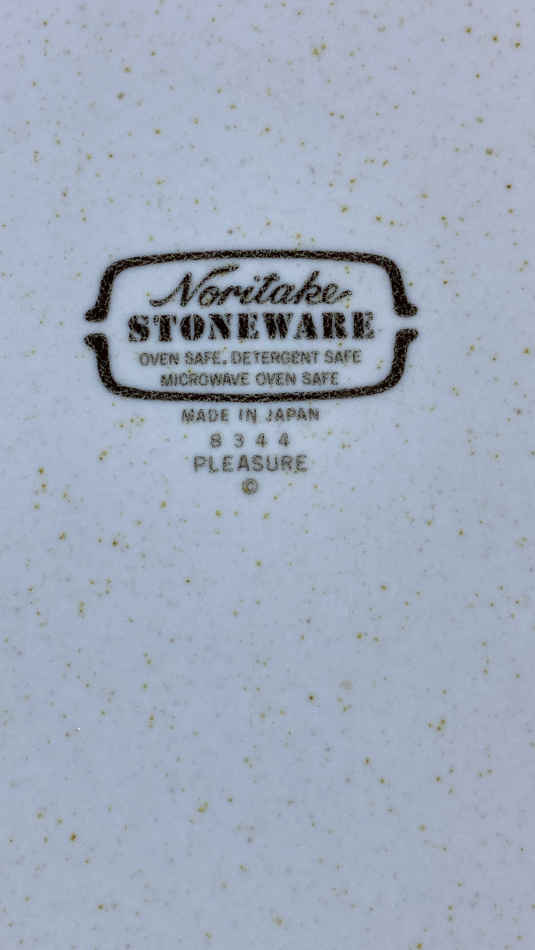 Noritake
STONEWARE
OVEN SAFE. DETERGENT SAFE
MICROWAVE OVEN SAFE
MADE IN JAPAN
8344
PLEASURE
©